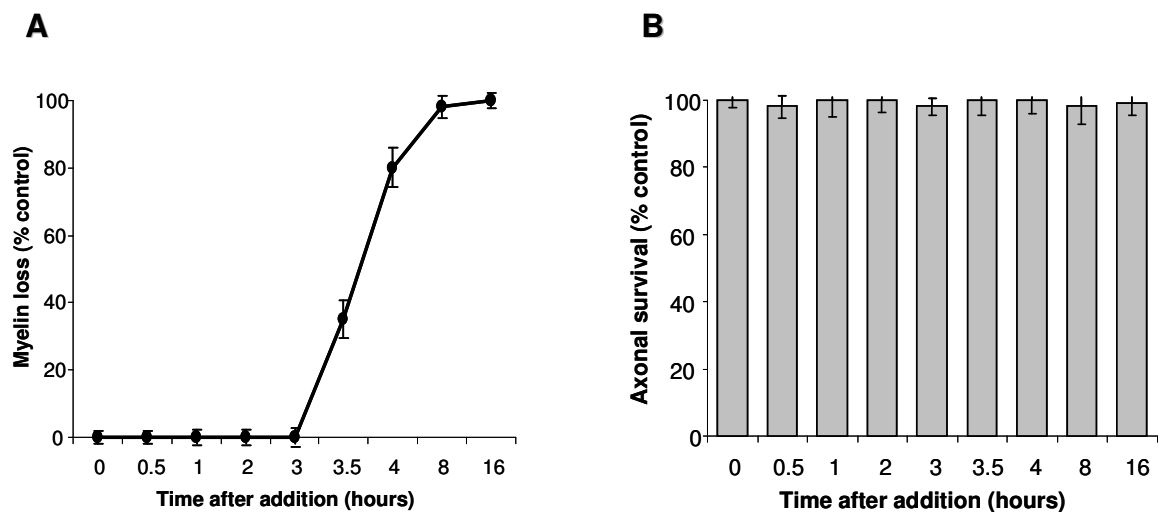 A
Myelin loss (% control)
100
80
60
40
20
0
0 0.5 1 2 3 3.5 4 8 16
Time after addition (hours)
B
Axonal survival (% control)
100
80
60
40
20
0
0 0.5 1 2 3 3.5 4 8 16
Time after addition (hours)